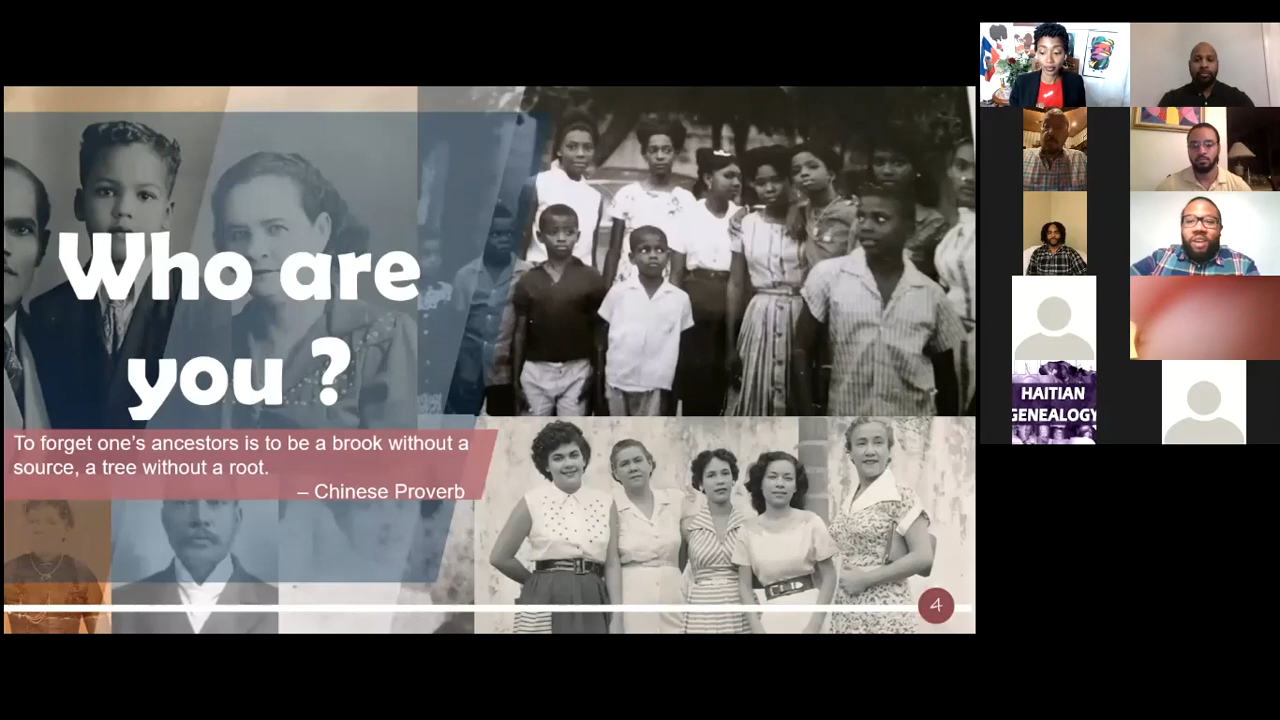 Who are
you ?
To forget one's ancestors is to be a brook without a
source, a tree without a root.
– Chinese Proverb
4
HAITIAN
GENEALOGY